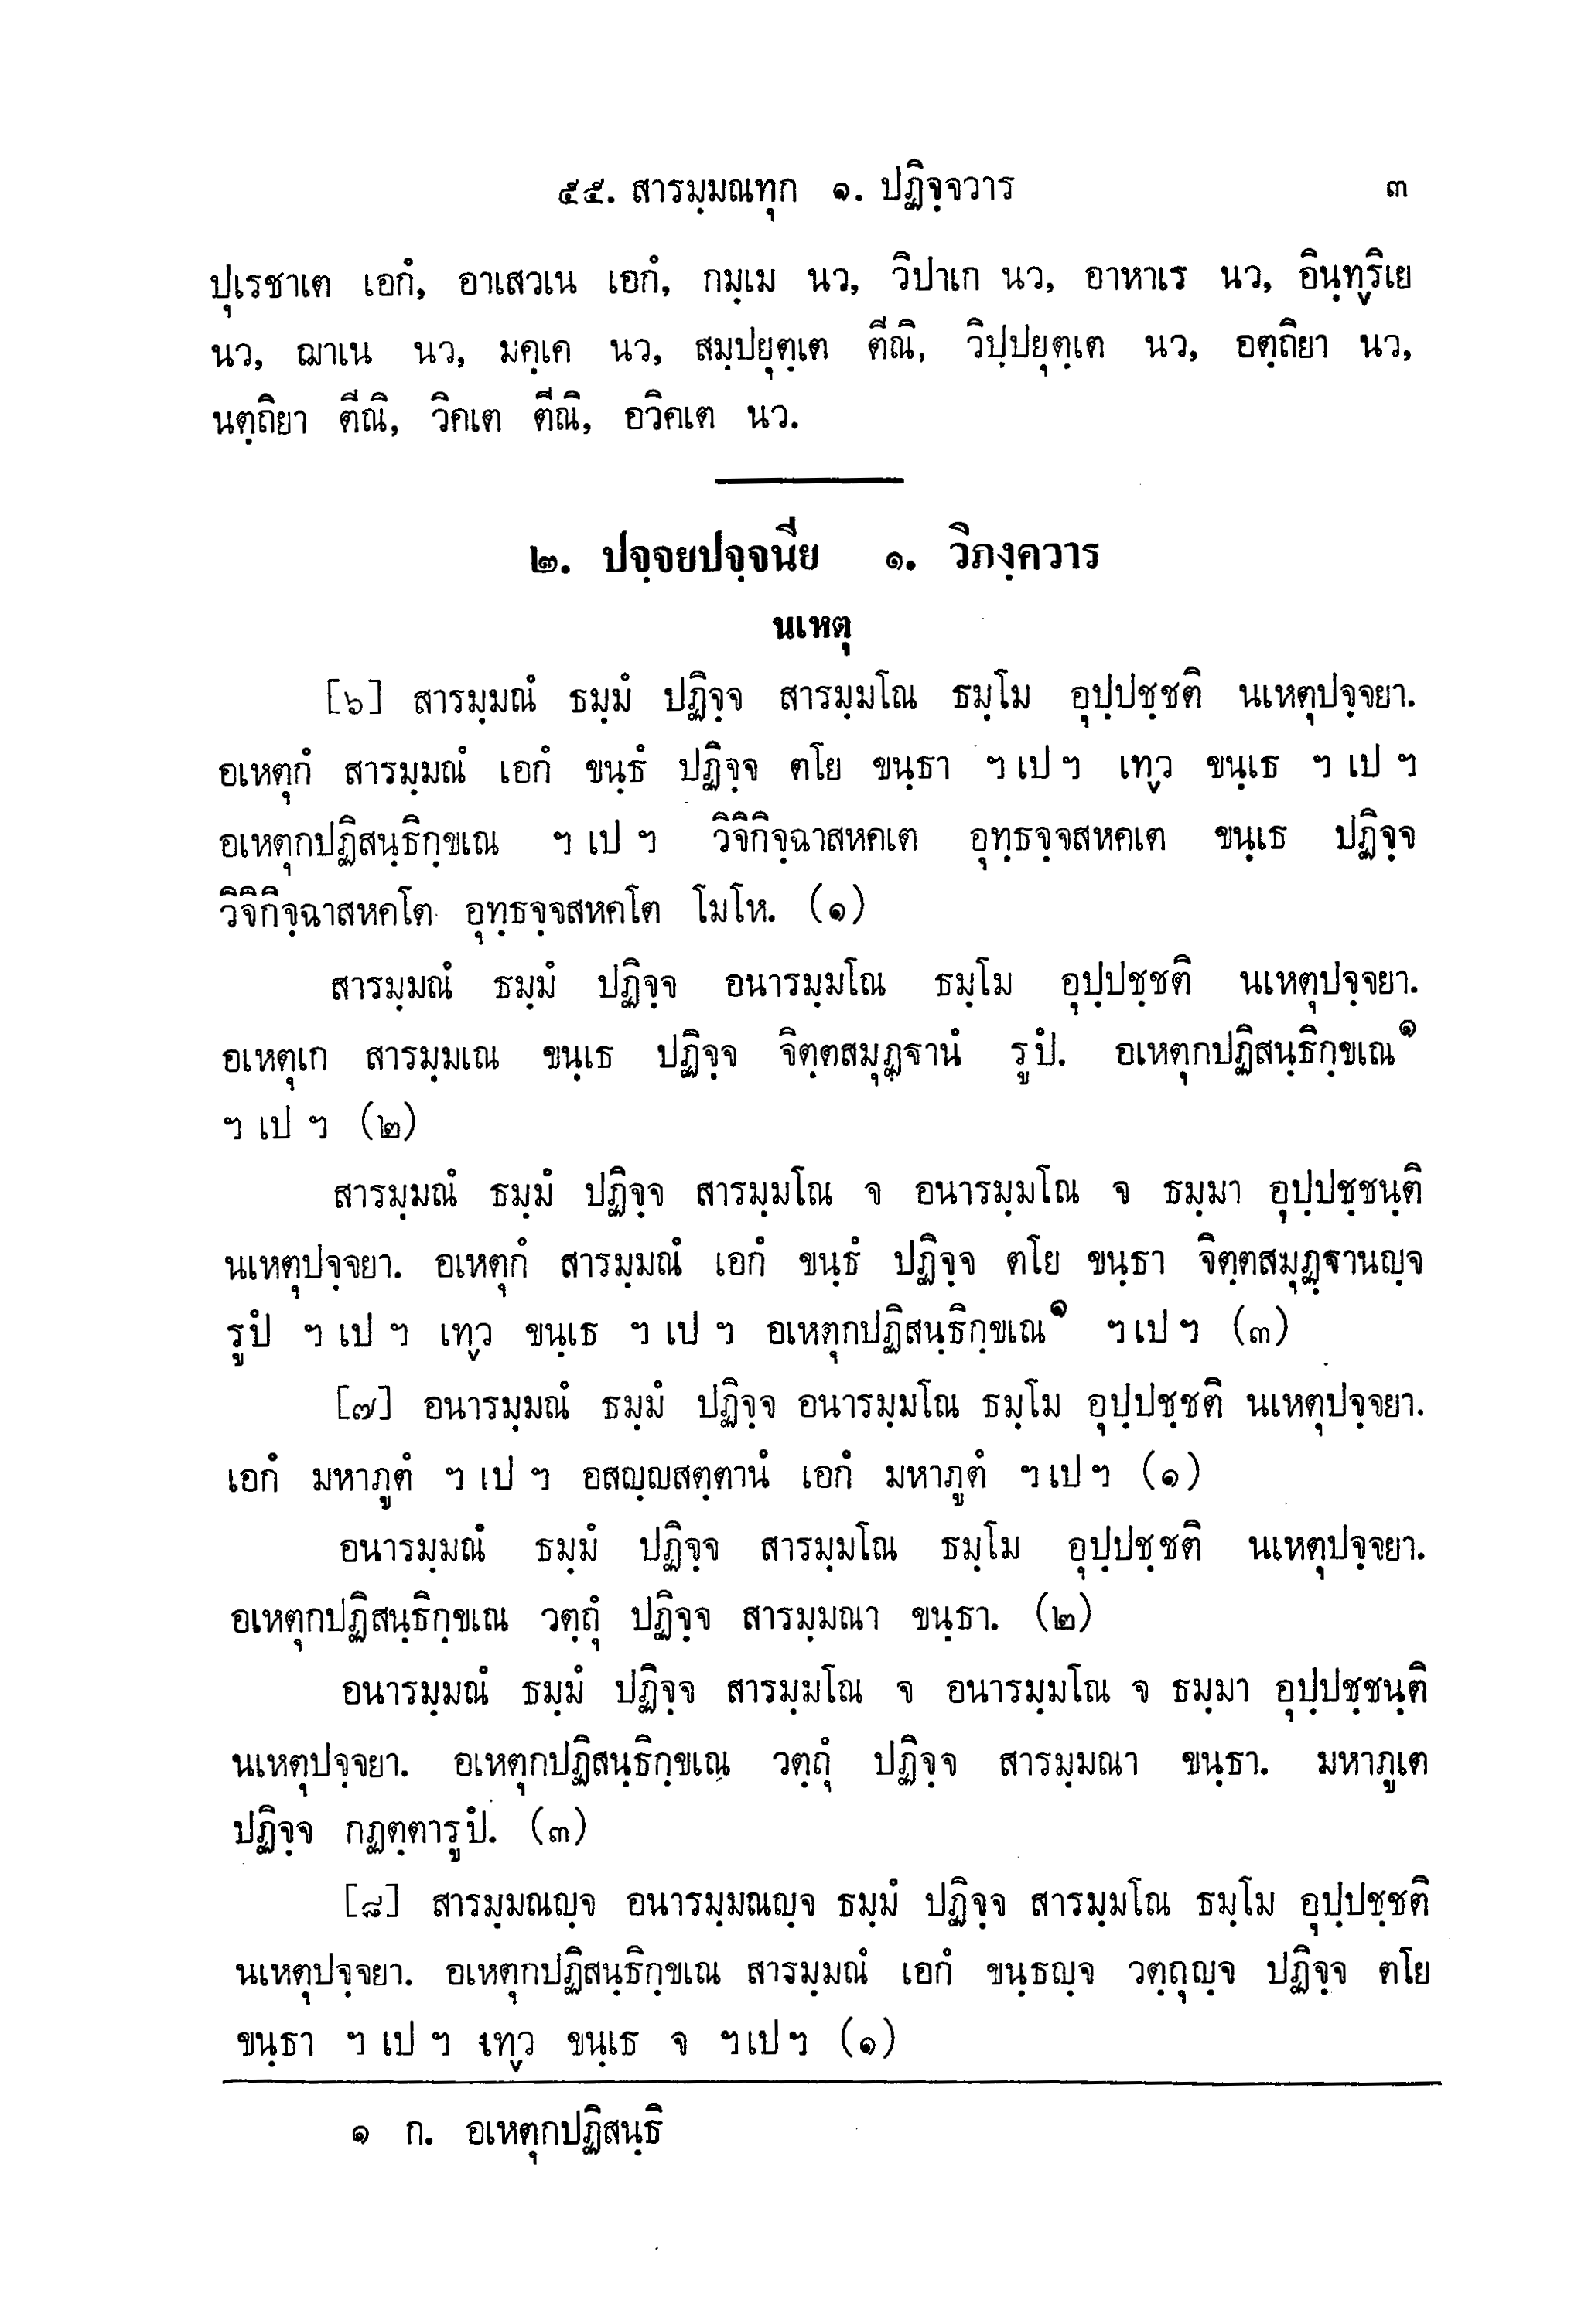 ๕๕. สารมฺมณทุก ๑. ปฏิจฺจวาร ๓
ปุเรชาเต เอกํ, อาเสวเน เอกํ, กมฺเม นว, วิปาเก นว, อาหาเร นว, อินฺทฺริเย
นว, ฌาเน นว, มคฺเค นว, สมฺปยุตฺเต ตีณิ, วิปฺปยุตฺเต นว, อตฺถิยา นว,
นตฺถิยา ตีณิ, วิคเต ตีณิ, อวิคเต นว.
๒. ปจฺจยปจฺจนีย ๑. วิภงฺควาร
นเหตุ
[๖] สารมฺมณํ ธมฺมํ ปฏิจฺจ สารมฺมโณ ธมฺโม อุปฺปชฺชติ นเหตุปจฺจยา.
อเหตุกํ สารมฺมณํ เอกํ ขนฺธํ ปฏิจฺจ ตโย ขนฺธา ฯ เป ฯ เทฺว ขนฺเธ ฯ เป ฯ
อเหตุกปฏิสนฺธิกฺขเณ ฯ เป ฯ วิจิกิจฺฉาสหคเต อุทฺธจฺจสหคเต ขนฺเธ ปฏิจฺจ
วิจิกิจฺฉาสหคโต อุทฺธจฺจสหคโต โมโห. (๑)
สารมฺมณํ ธมฺมํ ปฏิจฺจ อนารมฺมโณ ธมฺโม อุปฺปชฺชติ นเหตุปจฺจยา.
อเหตุเก สารมฺมเณ ขนฺเธ ปฏิจฺจ จิตฺตสมุฏฺฐานํ รูปํ. อเหตุกปฏิสนฺธิกฺขเณ๑
ฯ เป ฯ (๒)
สารมฺมณํ ธมฺมํ ปฏิจฺจ สารมฺมโณ จ อนารมฺมโณ จ ธมฺมา อุปฺปชฺชนฺติ
นเหตุปจฺจยา. อเหตุกํ สารมฺมณํ เอกํ ขนฺธํ ปฏิจฺจ ตโย ขนฺธา จิตฺตสมุฏฺฐานญฺจ
รูปํ ฯ เป ฯ เทฺว ขนฺเธ ฯ เป ฯ อเหตุกปฏิสนฺธิกฺขเณ๑ ฯ เป ฯ (๓)
[๗] อนารมฺมณํ ธมฺมํ ปฏิจฺจ อนารมฺมโณ ธมฺโม อุปฺปชฺชติ นเหตุปจฺจยา.
เอกํ มหาภูตํ ฯ เป ฯ อสญฺญสตฺตานํ เอกํ มหาภูตํ ฯ เป ฯ (๑)
อนารมฺมณํ ธมฺมํ ปฏิจฺจ สารมฺมโณ ธมฺโม อุปฺปชฺชติ นเหตุปจฺจยา.
อเหตุกปฏิสนฺธิกฺขเณ วตฺถุํ ปฏิจฺจ สารมฺมณา ขนฺธา. (๒)
อนารมฺมณํ ธมฺมํ ปฏิจฺจ สารมฺมโณ จ อนารมฺมโณ จ ธมฺมา อุปฺปชฺชนฺติ
นเหตุปจฺจยา. อเหตุกปฏิสนฺธิกฺขเณ วตฺถุํ ปฏิจฺจ สารมฺมณา ขนฺธา. มหาภูเต
ปฏิจฺจ กฏตฺตารูปํ. (๓)
[๘] สารมฺมณญฺจ อนารมฺมณญฺจ ธมฺมํ ปฏิจฺจ สารมฺมโณ ธมฺโม อุปฺปชฺชติ
นเหตุปจฺจยา. อเหตุกปฏิสนฺธิกฺขเณ สารมฺมณํ เอกํ ขนฺธญฺจ วตฺถุญฺจ ปฏิจฺจ ตโย
ขนฺธา ฯ เป ฯ เทฺว ขนฺเธ จ ฯ เป ฯ (๑)
๑ ก. อเหตุกปฏิสนฺธิ